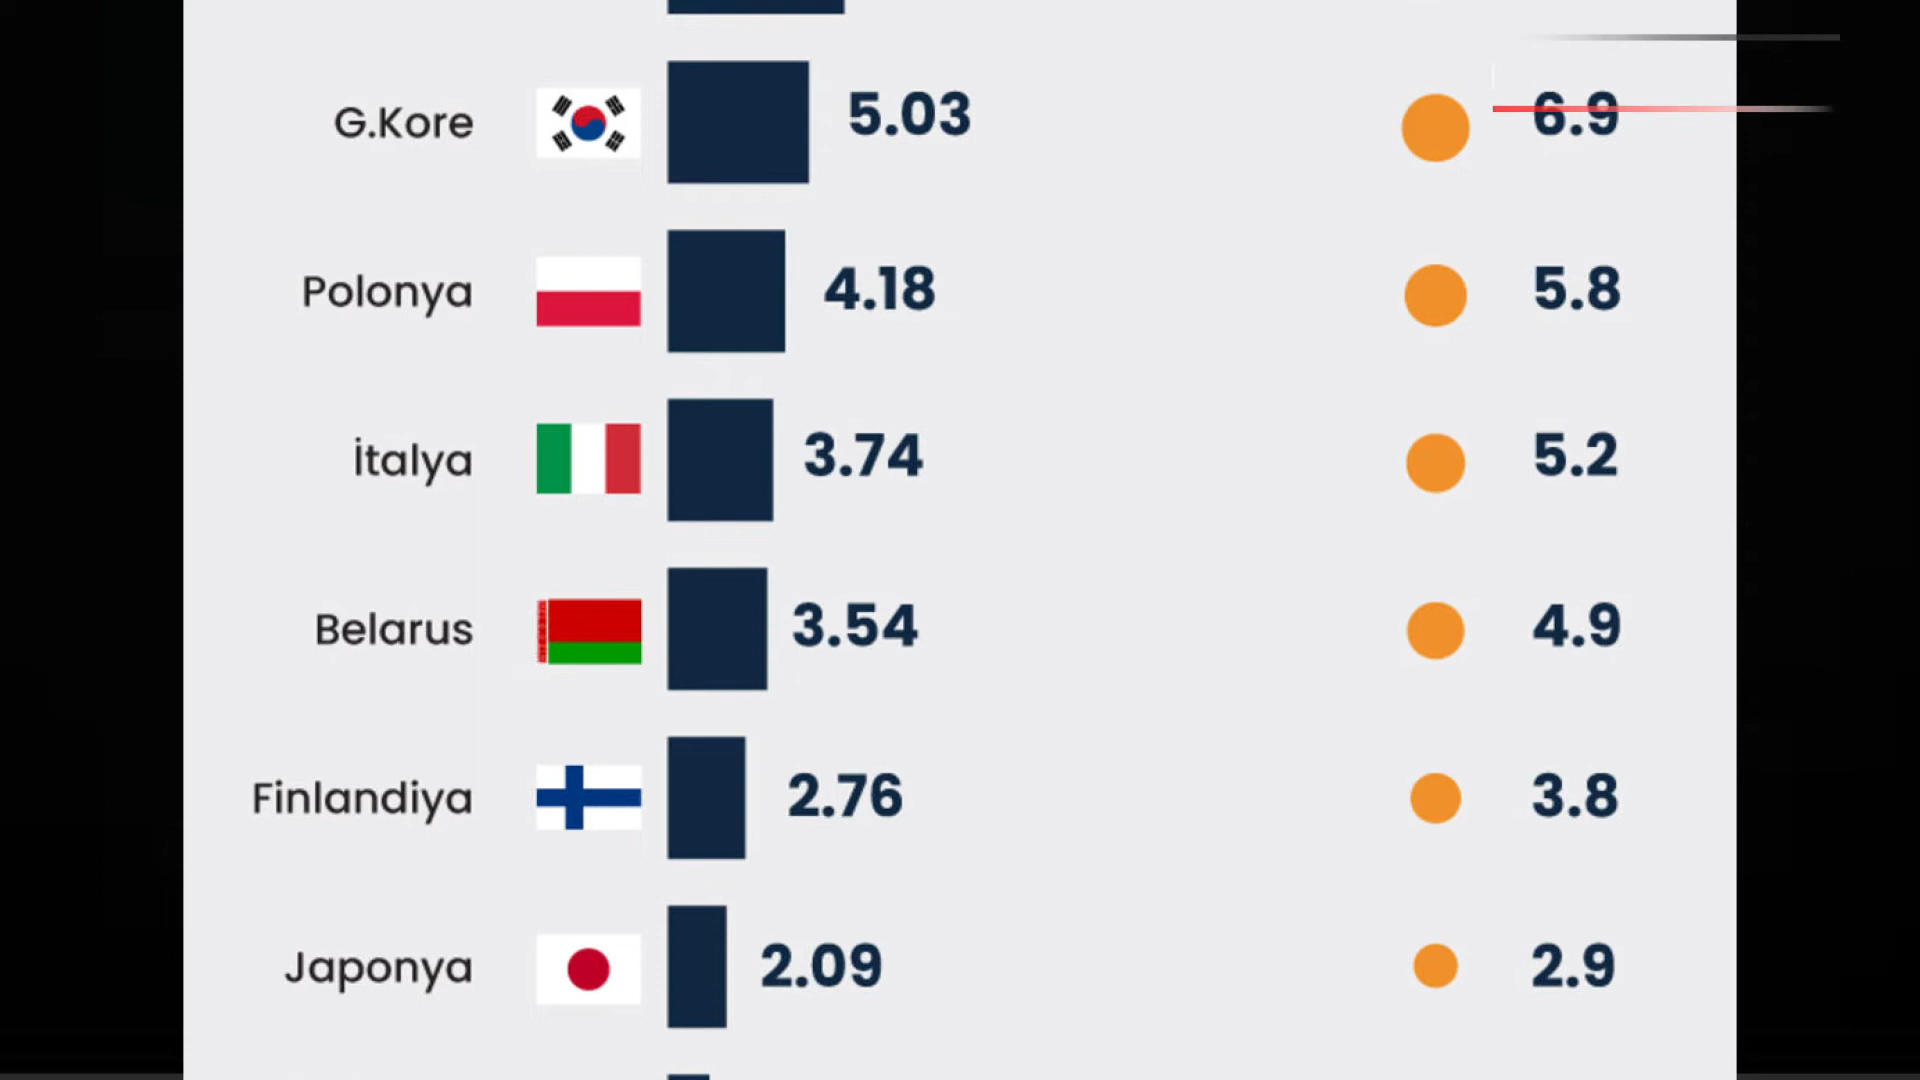 G.Kore 5.03 6.9
Polonya 4.18 5.8
İtalya 3.74 5.2
Belarus 3.54 4.9
Finlandiya 2.76 3.8
Japonya 2.09 2.9